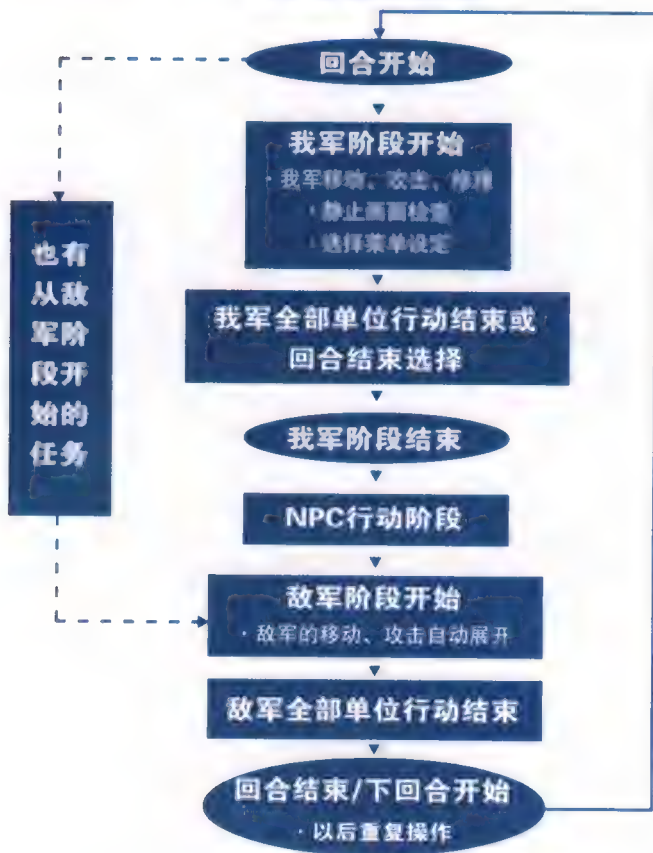 回合开始
我军阶段开始
·我军移动、攻击、修理
·静止画面检查
·选择菜单设定
也有
从敌
军阶
段开
始的
任务
我军全部单位行动结束或
回合结束选择
我军阶段结束
NPC行动阶段
敌军阶段开始
·敌军的移动、攻击自动展开
敌军全部单位行动结束
回合结束/下回合开始
·以后重复操作